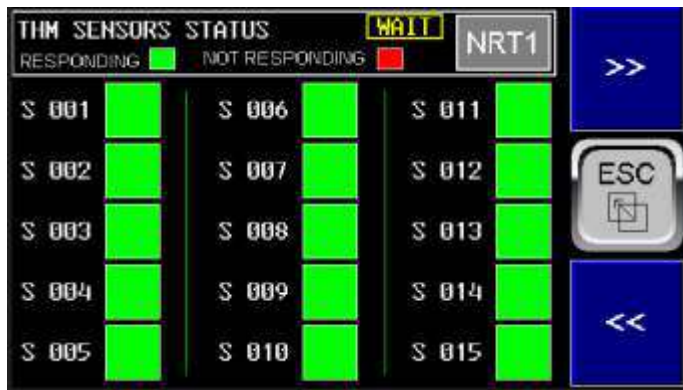 THM SENSORS STATUS WAIT NRT1
RESPONDING NOT RESPONDING
>>
S 001 S 006 S 011
S 002 S 007 S 012
ESC
S 003 S 008 S 013
S 004 S 009 S 014
<<
S 005 S 010 S 015